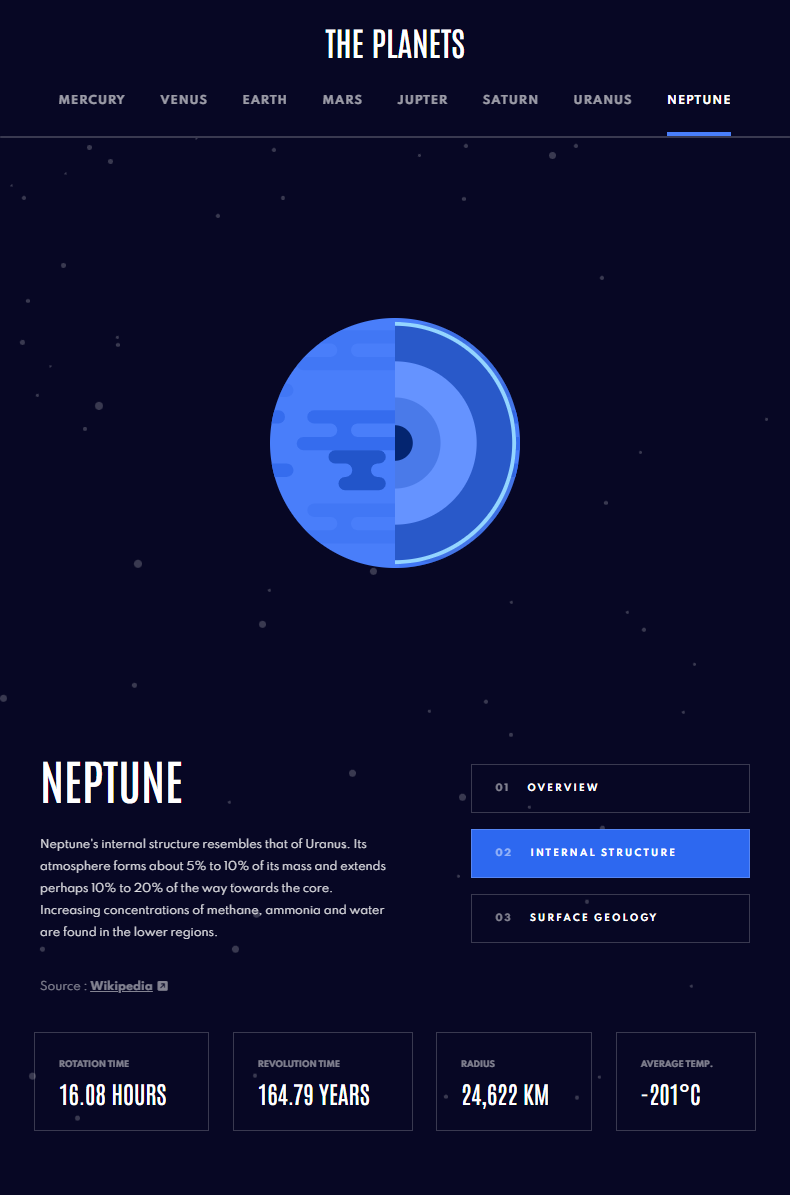 THE PLANETS
MERCURY VENUS EARTH MARS JUPTER SATURN URANUS NEPTUNE
NEPTUNE
Neptune's internal structure resembles that of Uranus. Its
atmosphere forms about 5% to 10% of its mass and extends
perhaps 10% to 20% of the way towards the core.
Increasing concentrations of methane, ammonia and water
are found in the lower regions.
Source : Wikipedia
01 OVERVIEW
02 INTERNAL STRUCTURE
03 SURFACE GEOLOGY
ROTATION TIME
16.08 HOURS
REVOLUTION TIME
164.79 YEARS
RADIUS
24,622 KM
AVERAGE TEMP.
-201°C